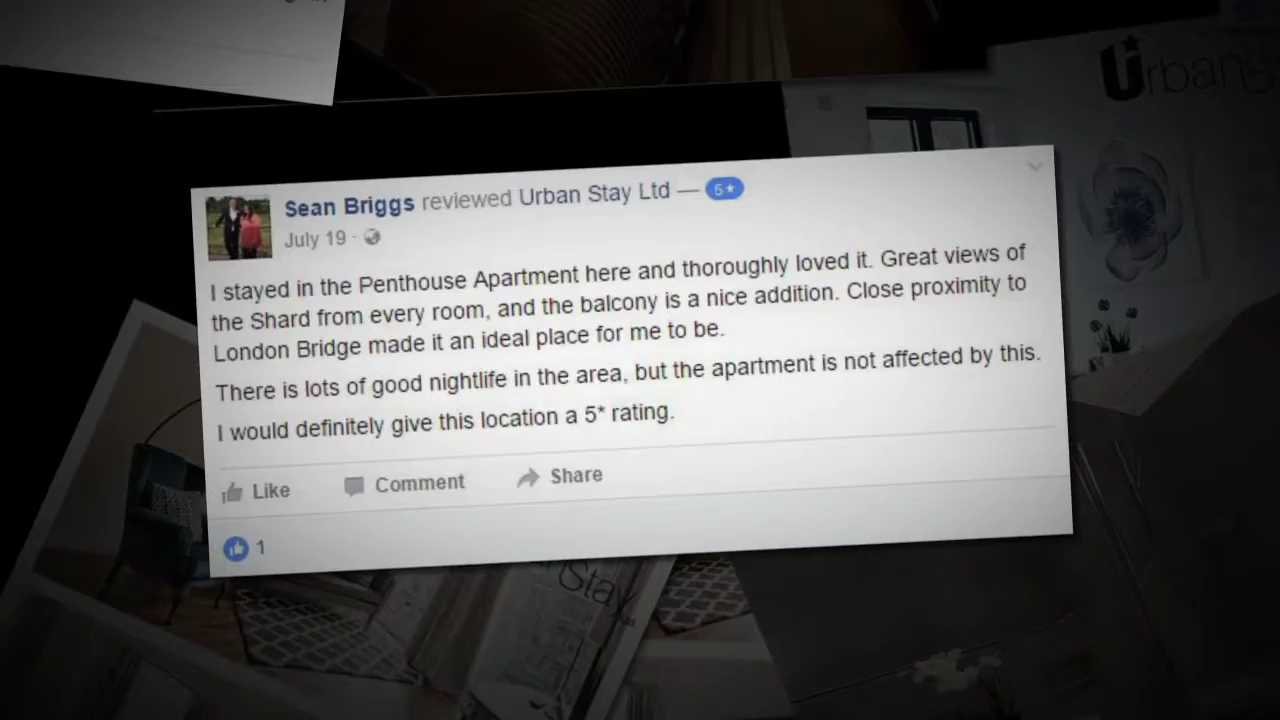 UrbanS
Sean Briggs reviewed Urban Stay Ltd — 5★
July 19 ·
I stayed in the Penthouse Apartment here and thoroughly loved it. Great views of
the Shard from every room, and the balcony is a nice addition. Close proximity to
London Bridge made it an ideal place for me to be.
There is lots of good nightlife in the area, but the apartment is not affected by this.
I would definitely give this location a 5* rating.
Like Comment Share
1
nStay